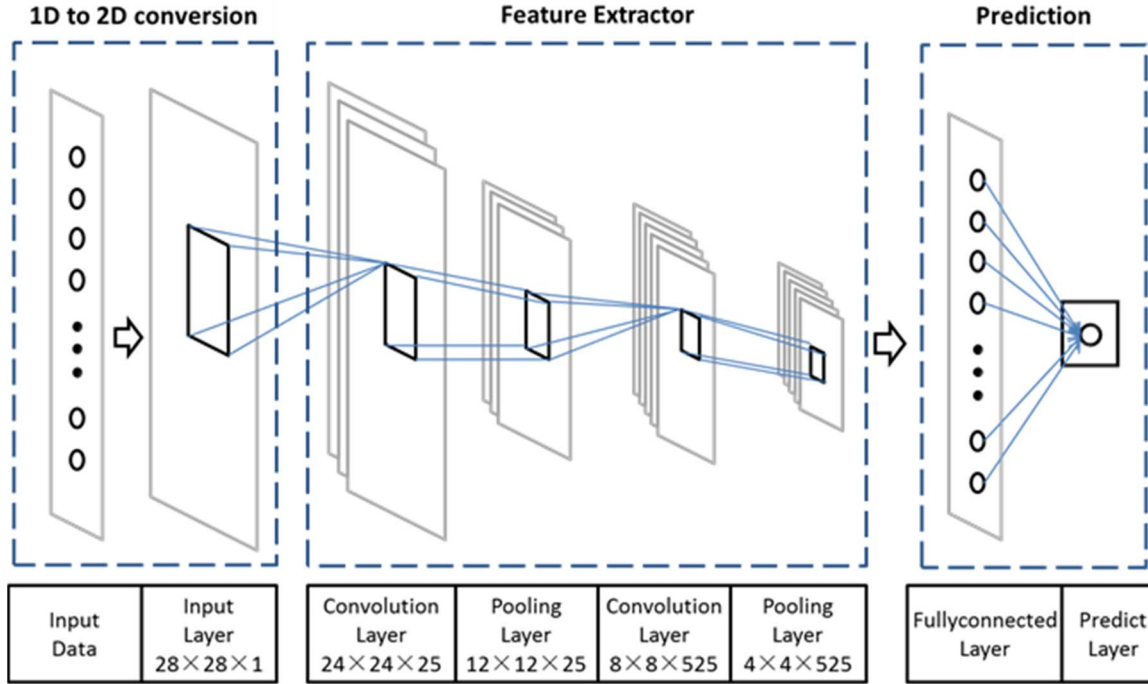 1D to 2D conversion
Feature Extractor
Prediction
Input
Data
Input
Layer
28×28×1
Convolution
Layer
24×24×25
Pooling
Layer
12×12×25
Convolution
Layer
8×8×525
Pooling
Layer
4×4×525
Fullyconnected
Layer
Predict
Layer